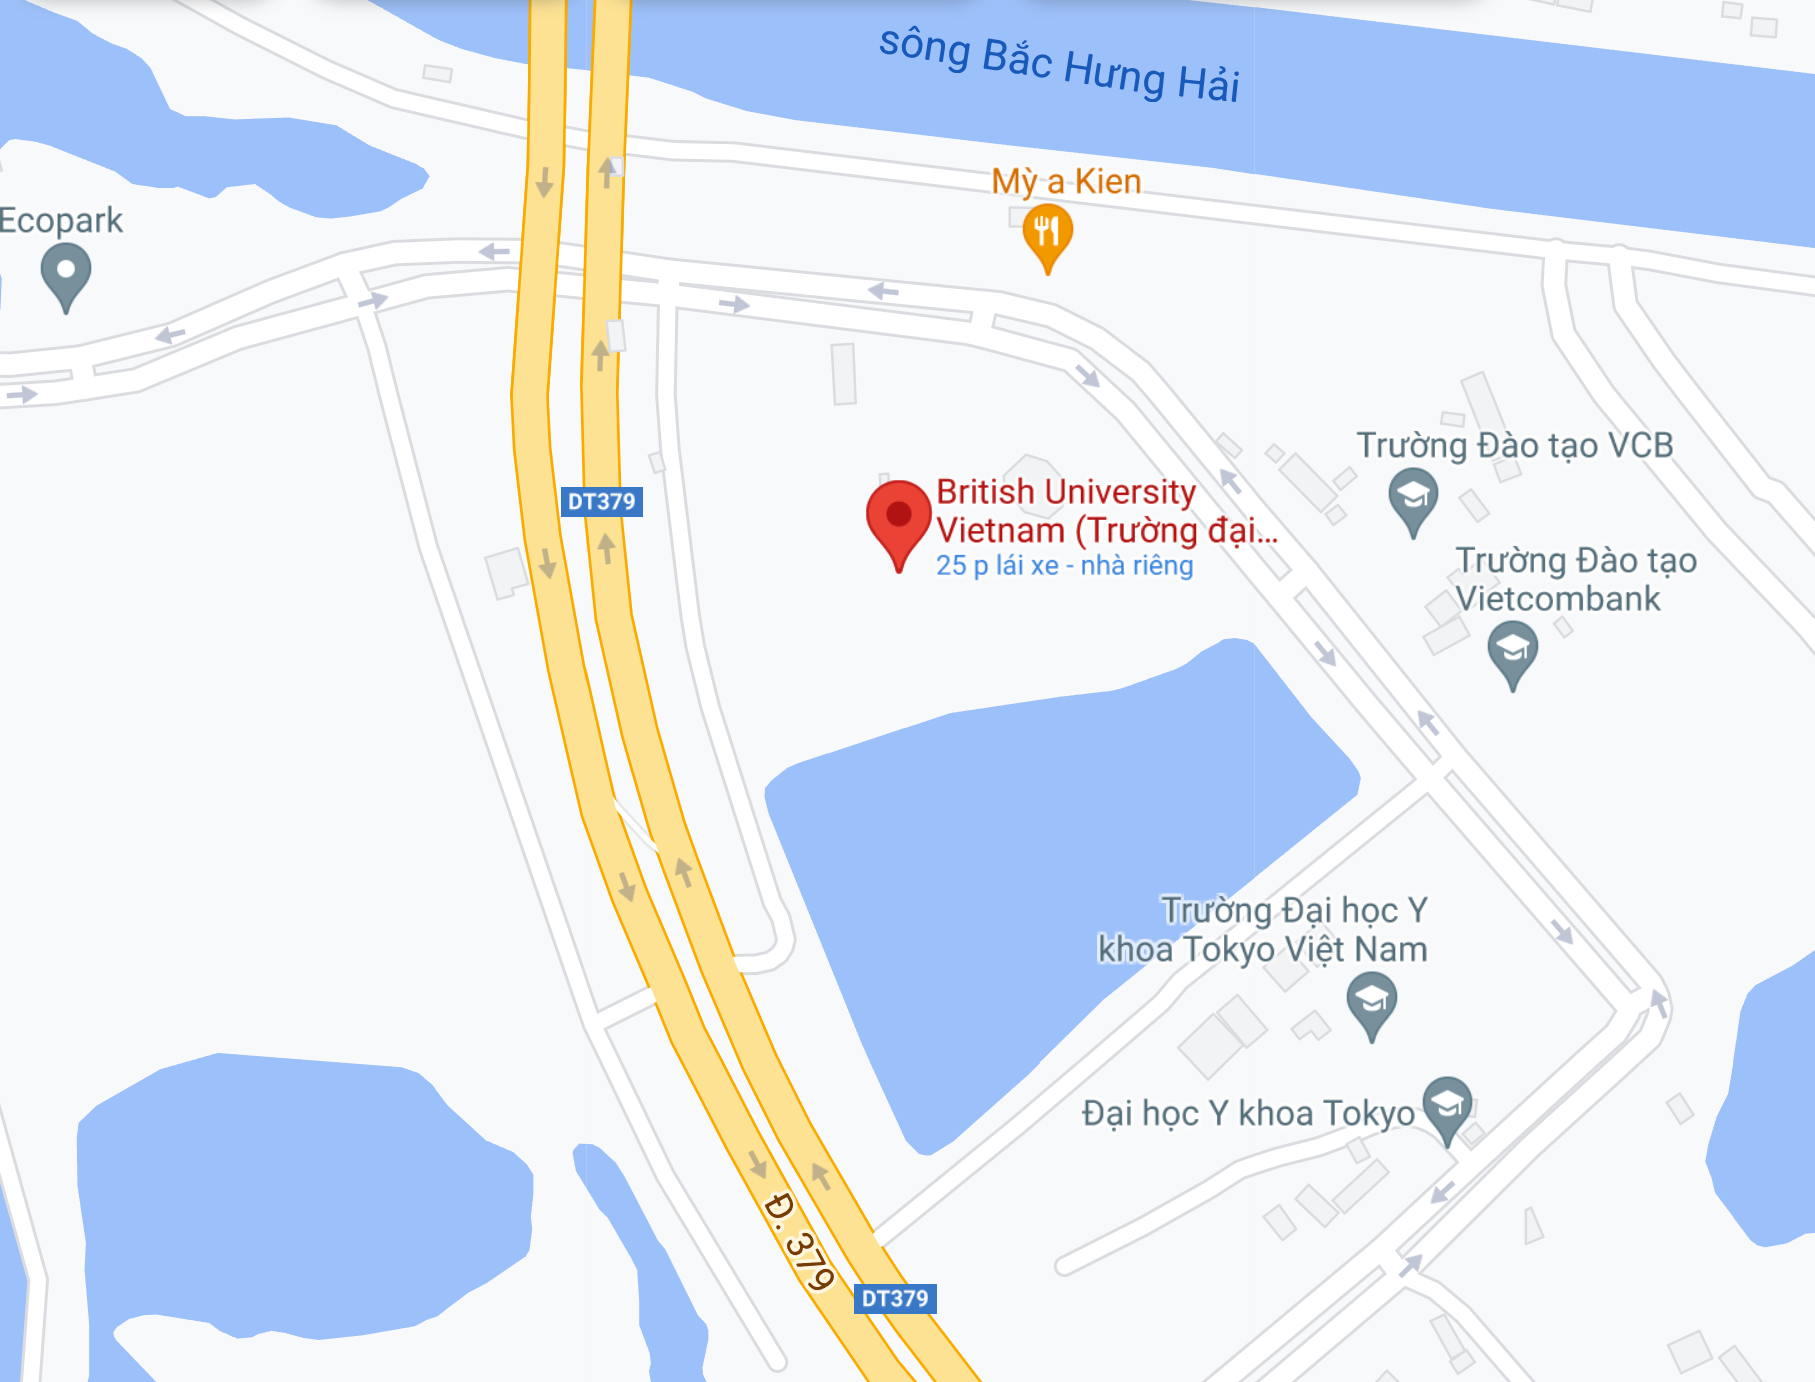 sông Bắc Hưng Hải
Mỳ a Kien
Ecopark
Trường Đào tạo VCB
British University
Vietnam (Trường đại...
25 p lái xe - nhà riêng
DT379
Trường Đào tạo
Vietcombank
Trường Đại học Y
khoa Tokyo Việt Nam
Đại học Y khoa Tokyo
Đ. 379
DT379